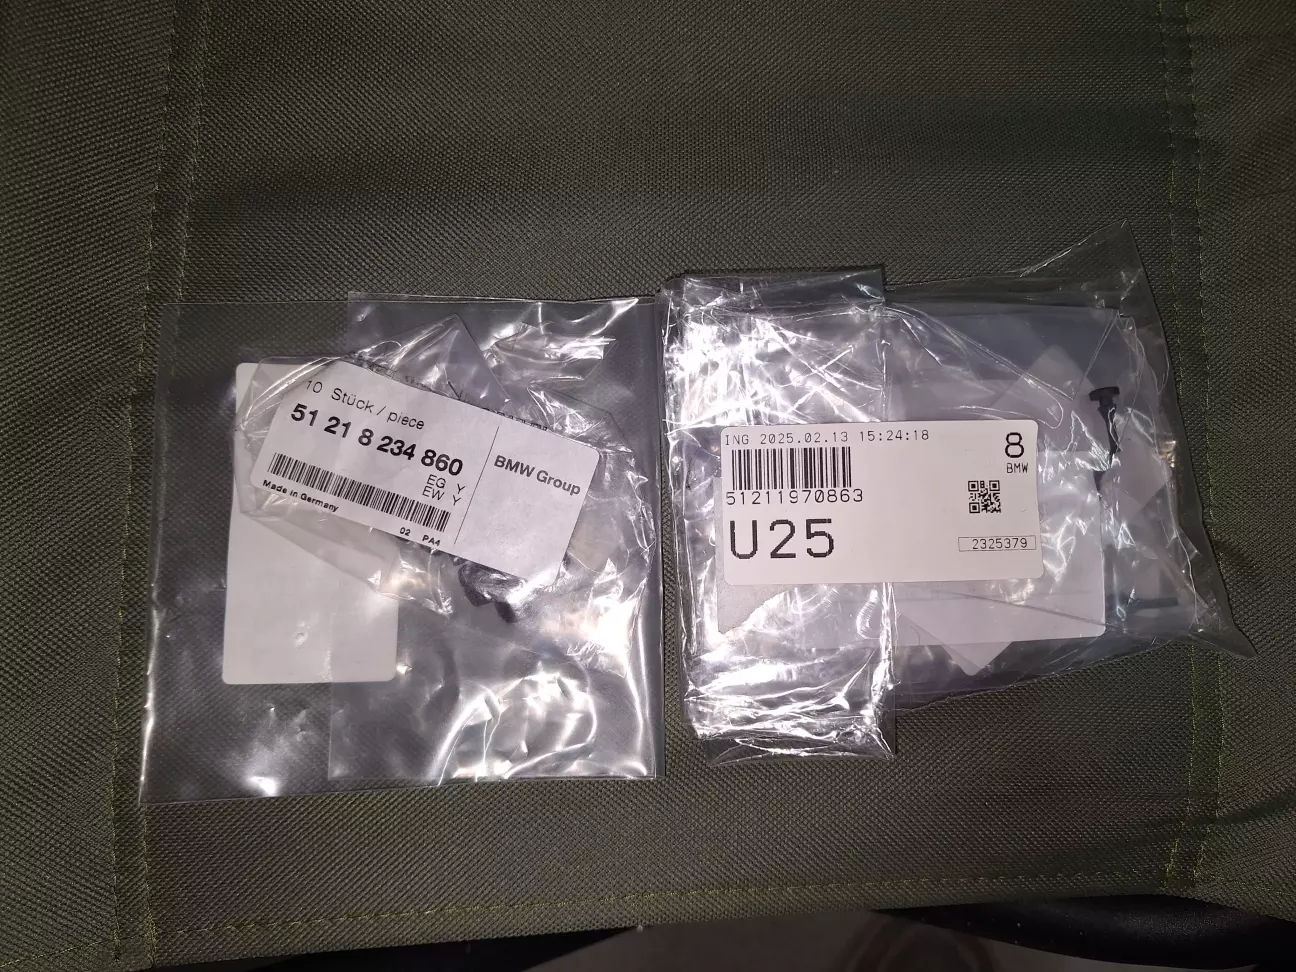 10 Stück / piece
51 21 8 234 860
EG Y
EW Y
Made in Germany
02 PA4
BMW Group
ING 2025.02.13 15:24:18
8
BMW
51211970863
U25
2325379